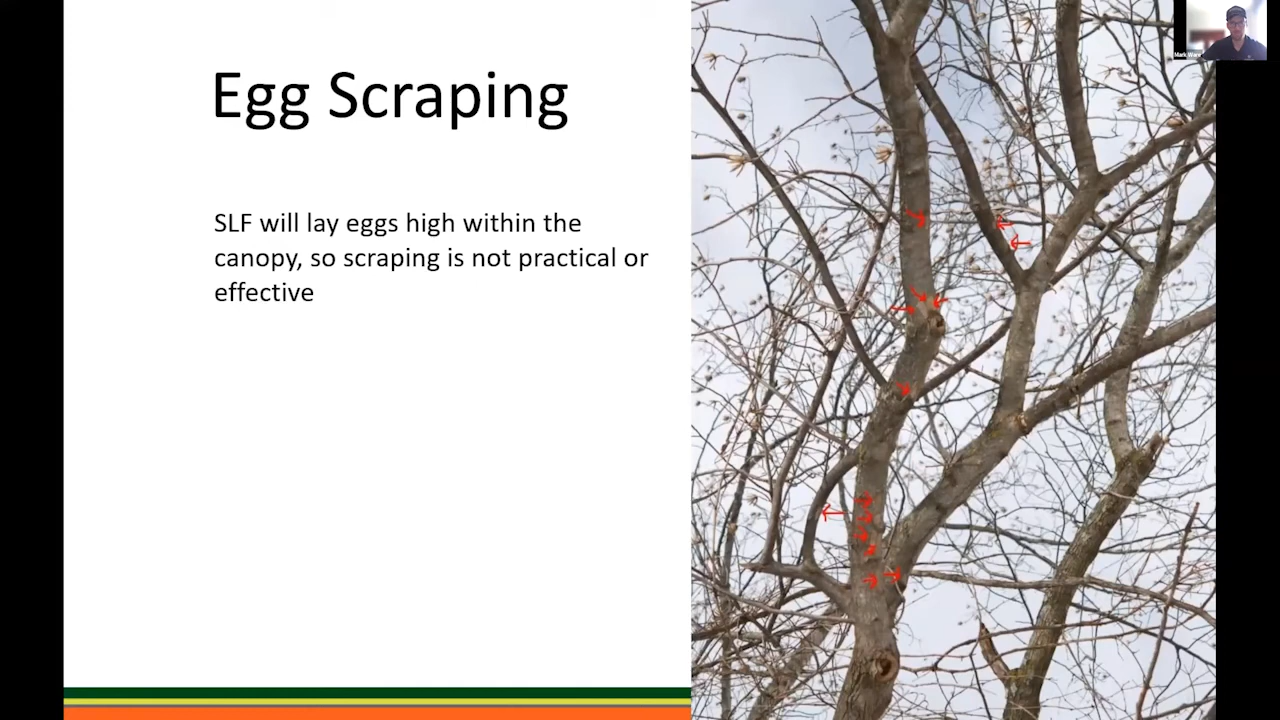 Egg Scraping
SLF will lay eggs high within the
canopy, so scraping is not practical or
effective